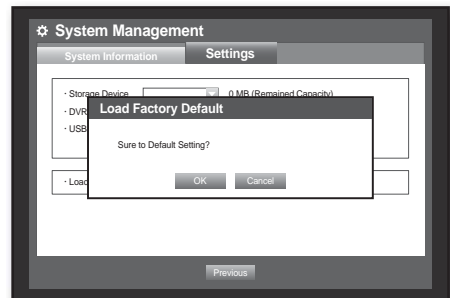 System Management
System Information Settings
· Storage Device 0 MB (Remained Capacity)
· DVR
Load Factory Default
· USB
Sure to Default Setting?
· Load
OK Cancel
Previous